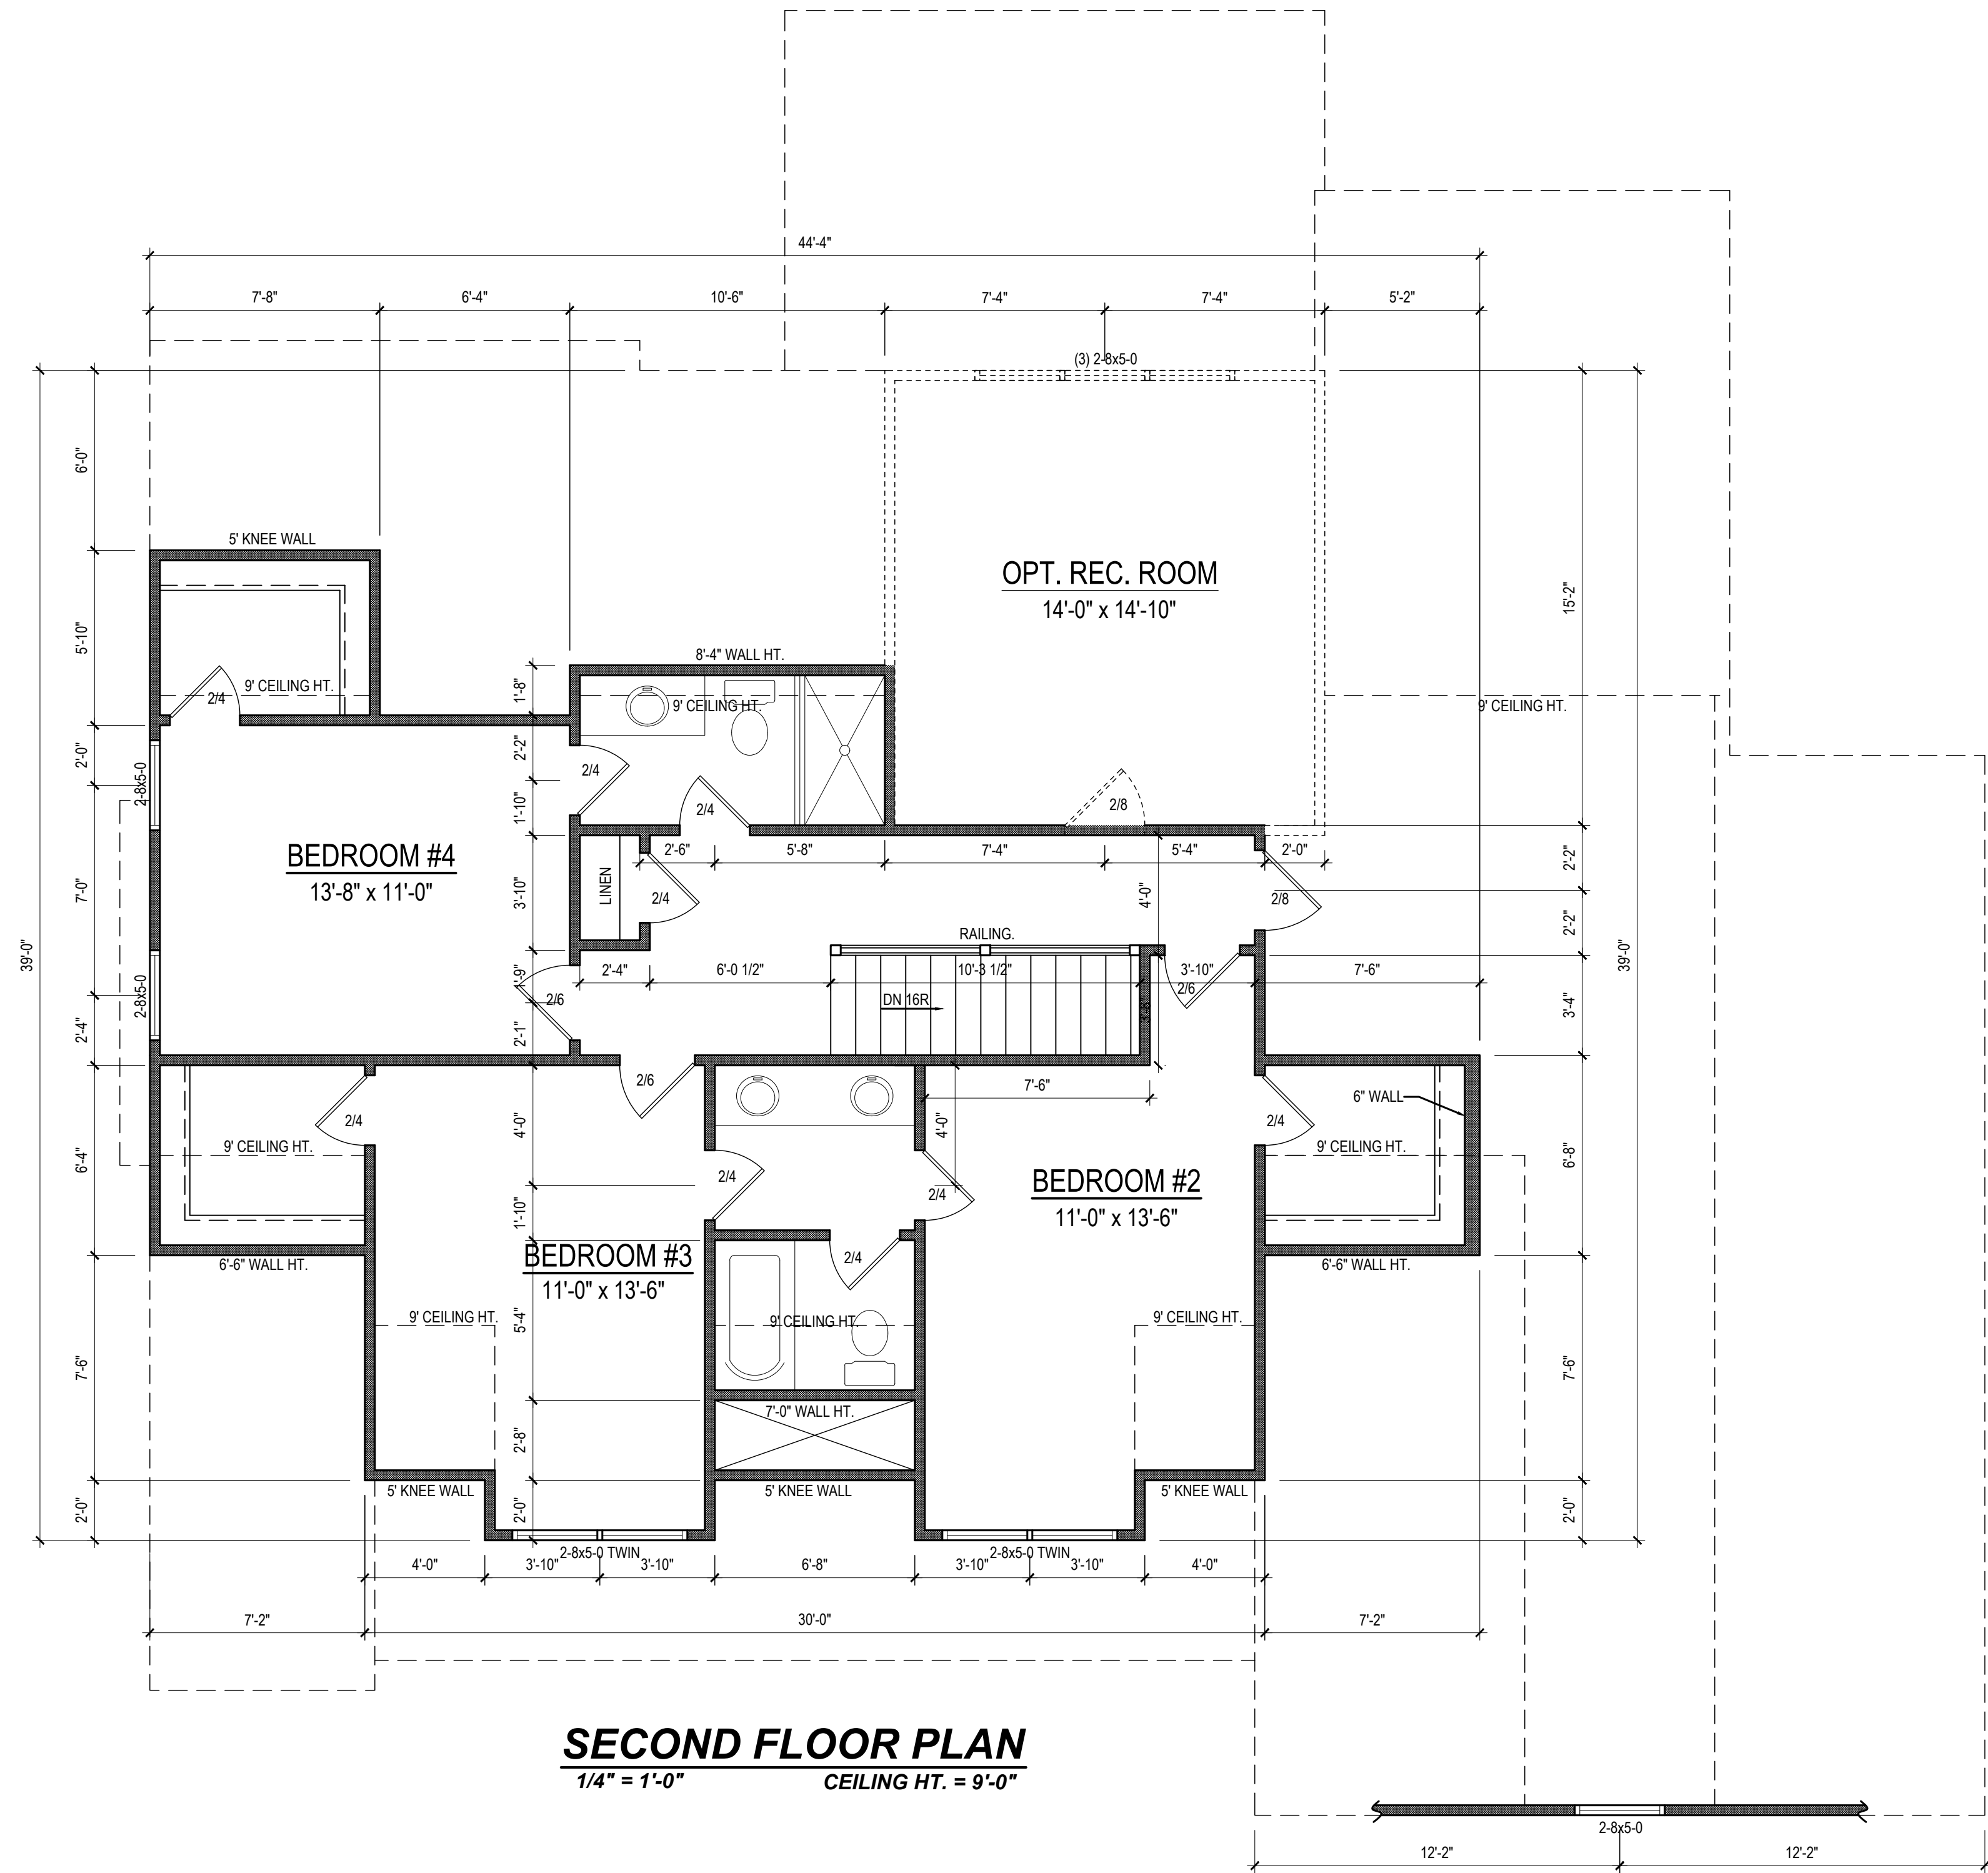 44'-4"
7'-8"
6'-4"
10'-6"
7'-4"
7'-4"
5'-2"
(3) 2-8x5-0
39'-0"
6'-0"
5'-10"
2'-0"
7'-0"
2'-4"
6'-4"
7'-6"
2'-0"
5' KNEE WALL
9' CEILING HT.
2/4
2-8x5-0
2-8x5-0
BEDROOM #4
13'-8" x 11'-0"
8'-4" WALL HT.
9' CEILING HT.
1'-8"
2'-2"
1'-10"
3'-10"
2'-1"
2/4
2/4
OPT. REC. ROOM
14'-0" x 14'-10"
2/8
9' CEILING HT.
LINEN
2/4
2'-6"
5'-8"
7'-4"
5'-4"
2'-0"
4'-0"
2/8
RAILING.
2'-4"
6'-0 1/2"
10'-3 1/2"
3'-10"
7'-6"
2/6
2/6
DN 16R
3'-8"
2/6
7'-6"
4'-0"
15'-2"
2'-2"
2'-2"
3'-4"
6'-8"
7'-6"
2'-0"
39'-0"
2/4
9' CEILING HT.
6'-6" WALL HT.
4'-0"
1'-10"
5'-4"
2'-8"
2'-0"
BEDROOM #3
11'-0" x 13'-6"
9' CEILING HT.
2/4
2/4
2/4
9' CEILING HT.
7'-0" WALL HT.
BEDROOM #2
11'-0" x 13'-6"
2/4
6" WALL
9' CEILING HT.
6'-6" WALL HT.
9' CEILING HT.
5' KNEE WALL
5' KNEE WALL
5' KNEE WALL
2-8x5-0 TWIN
2-8x5-0 TWIN
4'-0"
3'-10"
3'-10"
6'-8"
3'-10"
3'-10"
4'-0"
7'-2"
30'-0"
7'-2"
SECOND FLOOR PLAN
1/4" = 1'-0"
CEILING HT. = 9'-0"
2-8x5-0
12'-2"
12'-2"